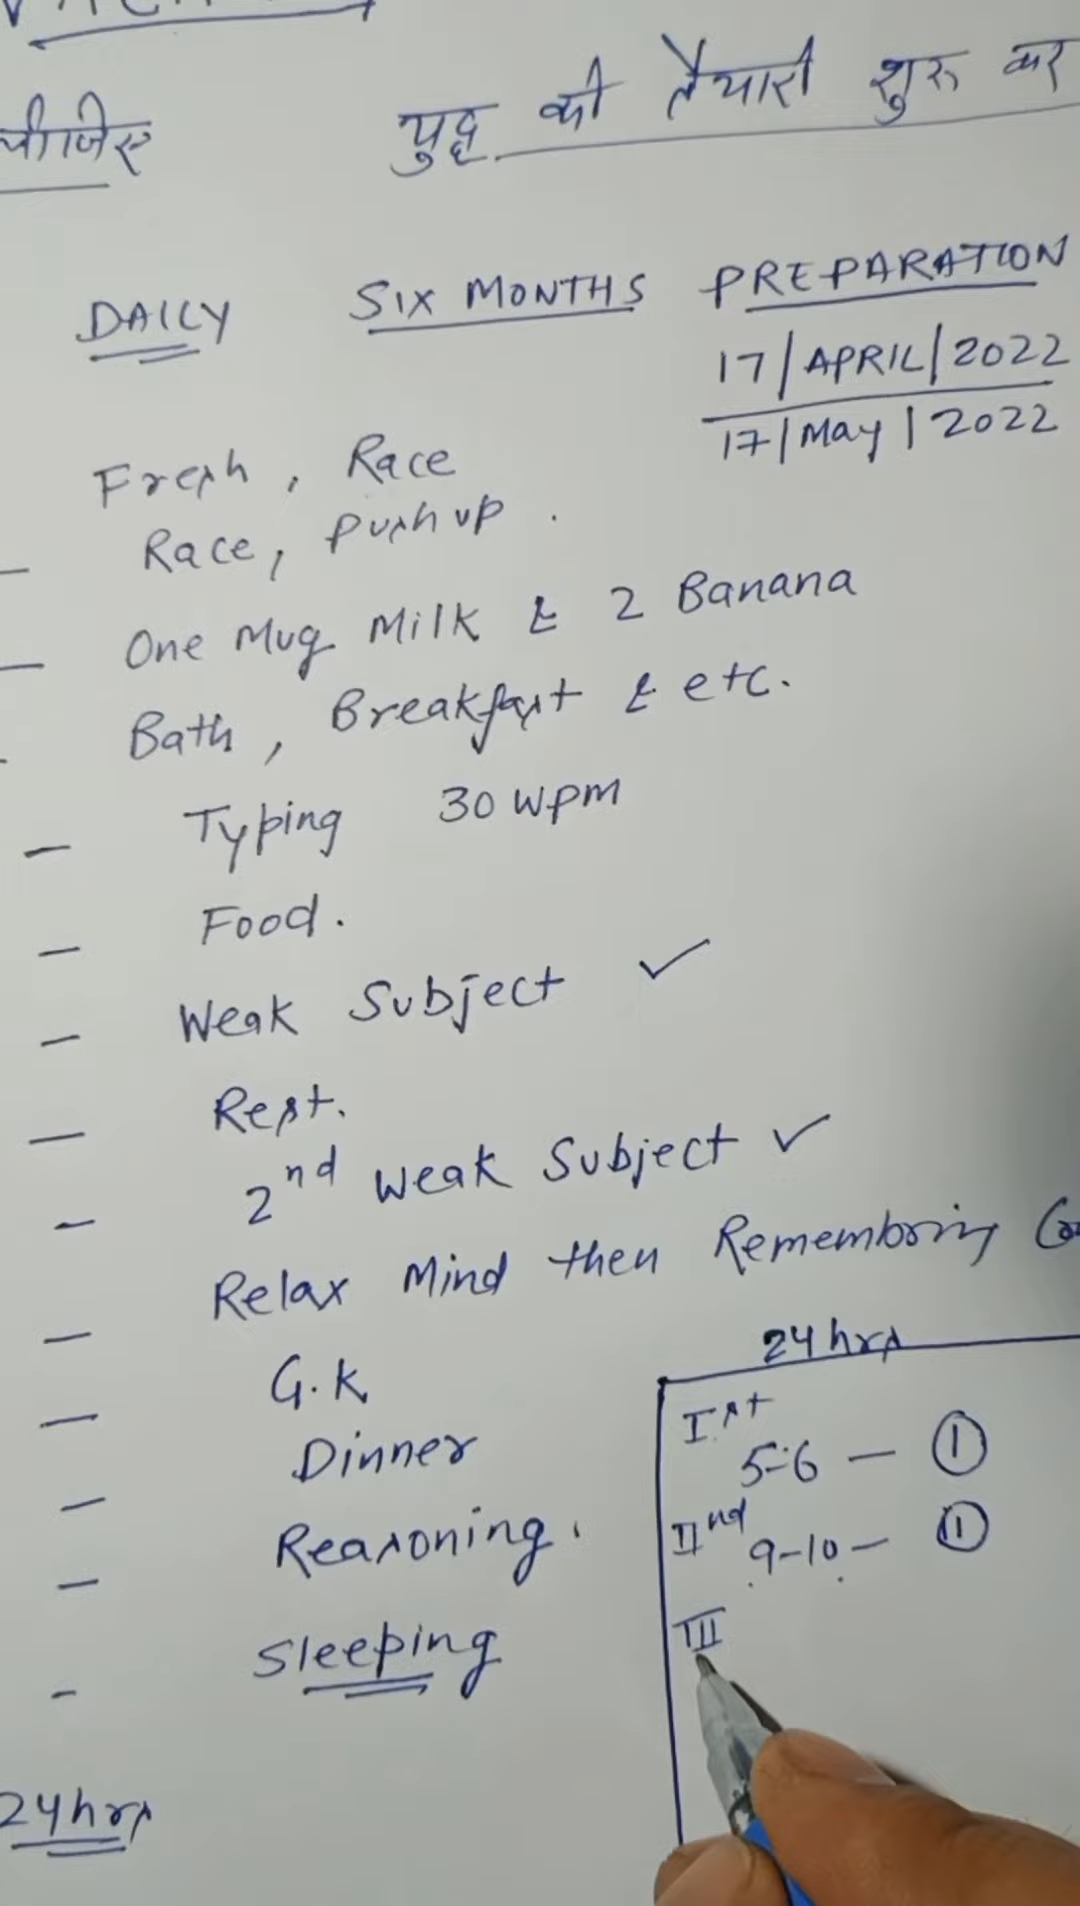 लीजिए युद्ध की तैयारी शुरू कर
DAILY SIX MONTHS PREPARATION
17/APRIL/2022
17/May/2022
Fresh, Race
Race, Pushup.
One Mug Milk & 2 Banana
Bath, Breakfast & etc.
Typing 30 WPM
Food.
Weak Subject ✓
Rest.
2nd Weak Subject ✓
Relax Mind then Remembring
G.K
Dinner
Reasoning.
Sleeping
24hrs
24 hrs
Ist
5-6 — 1
IInd 9-10 — 1
III